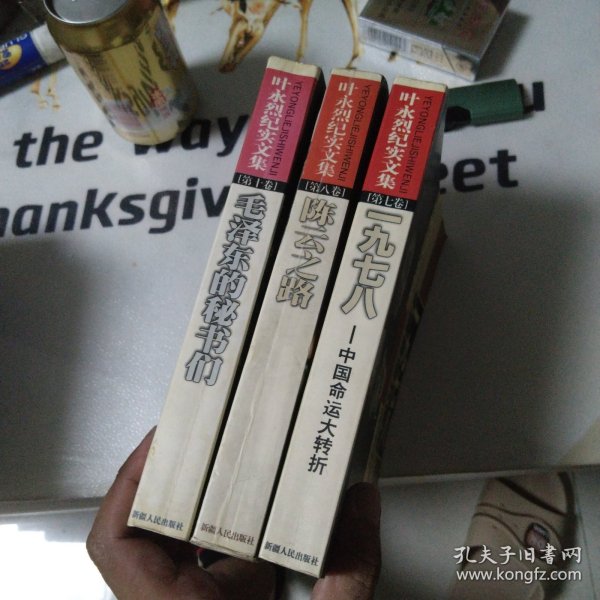 叶永烈纪实文集
YEYONGLIEJISHIWENJI
[第十卷]
毛泽东的秘书们
新疆人民出版社
叶永烈纪实文集
YEYONGLIEJISHIWENJI
[第八卷]
陈云之路
新疆人民出版社
叶永烈纪实文集
YEYONGLIEJISHIWENJI
[第七卷]
一九七八
—中国命运大转折
新疆人民出版社
the way
u
hanksgiv
eet
孔夫子旧书网
www.kongfz.com